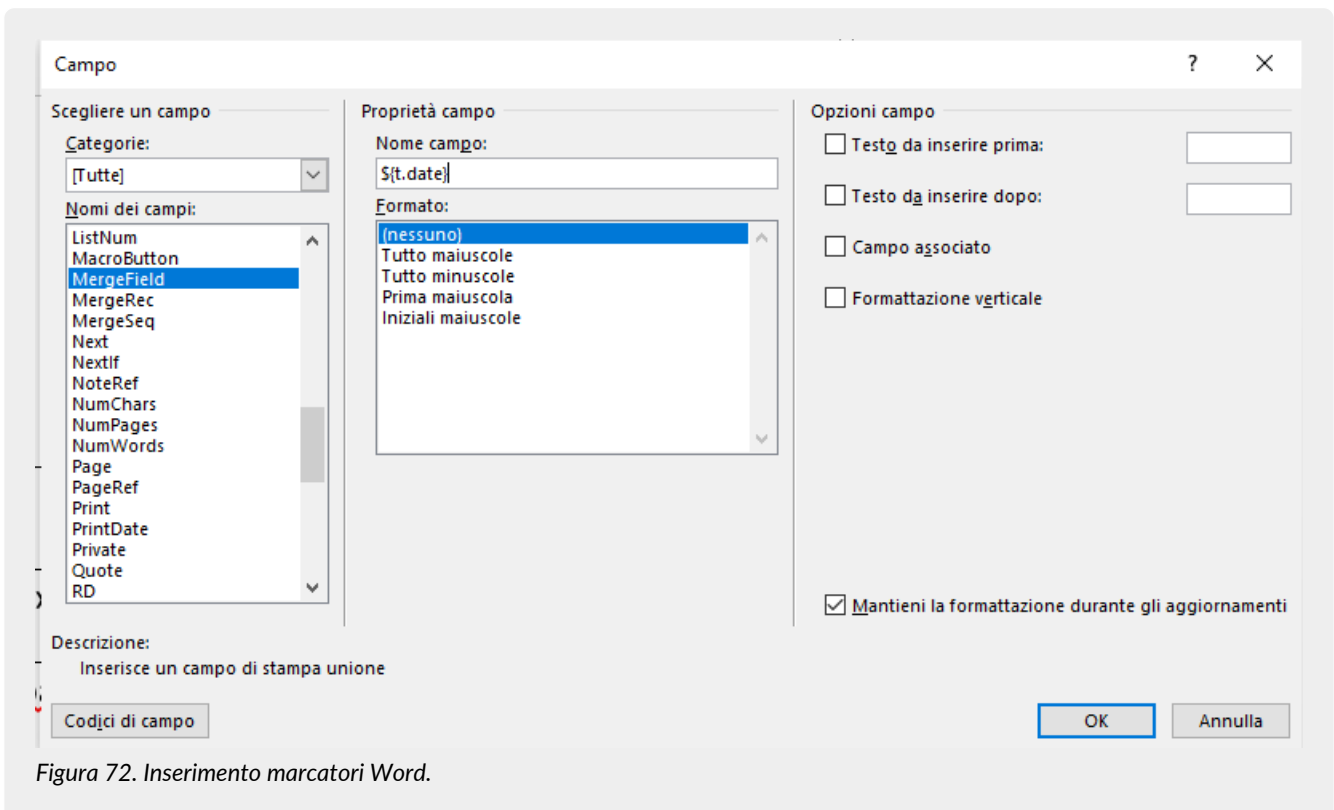 Campo
?
Scegliere un campo
Categorie:
[Tutte]
Nomi dei campi:
ListNum
MacroButton
MergeField
MergeRec
MergeSeq
Next
NextIf
NoteRef
NumChars
NumPages
NumWords
Page
PageRef
Print
PrintDate
Private
Quote
RD
Proprietà campo
Nome campo:
${t.date}
Formato:
(nessuno)
Tutto maiuscole
Tutto minuscole
Prima maiuscola
Iniziali maiuscole
Opzioni campo
Testo da inserire prima:
Testo da inserire dopo:
Campo associato
Formattazione verticale
Mantieni la formattazione durante gli aggiornamenti
Descrizione:
Inserisce un campo di stampa unione
Codici di campo
OK
Annulla
Figura 72. Inserimento marcatori Word.